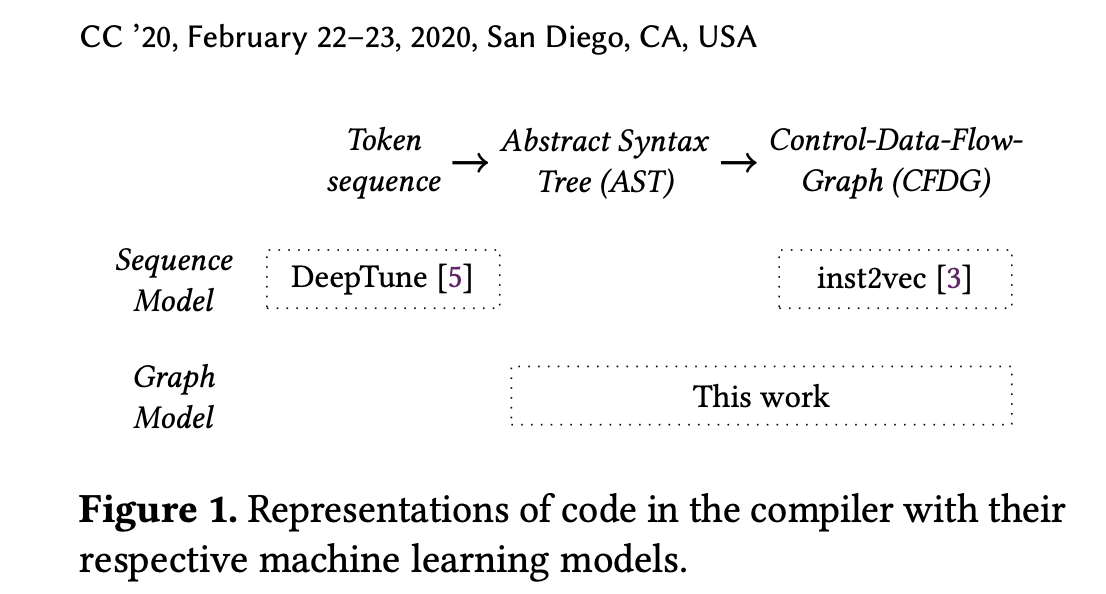 CC ’20, February 22–23, 2020, San Diego, CA, USA
Token sequence → Abstract Syntax Tree (AST) → Control-Data-Flow-Graph (CFDG)
Sequence Model DeepTune [5] inst2vec [3]
Graph Model This work
Figure 1. Representations of code in the compiler with their
respective machine learning models.